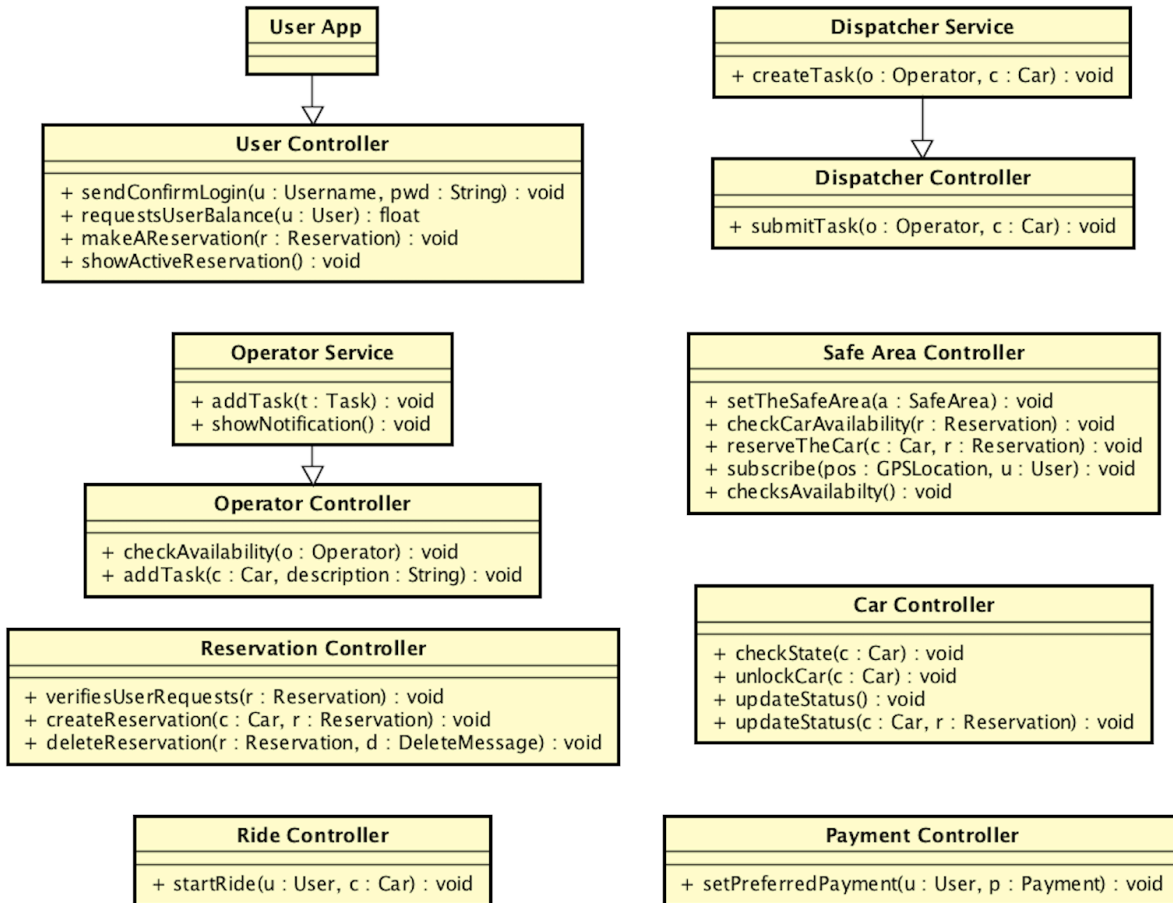 User App
User Controller
+ sendConfirmLogin(u : Username, pwd : String) : void
+ requestsUserBalance(u : User) : float
+ makeAReservation(r : Reservation) : void
+ showActiveReservation() : void
Dispatcher Service
+ createTask(o : Operator, c : Car) : void
Dispatcher Controller
+ submitTask(o : Operator, c : Car) : void
Operator Service
+ addTask(t : Task) : void
+ showNotification() : void
Operator Controller
+ checkAvailability(o : Operator) : void
+ addTask(c : Car, description : String) : void
Safe Area Controller
+ setTheSafeArea(a : SafeArea) : void
+ checkCarAvailability(r : Reservation) : void
+ reserveTheCar(c : Car, r : Reservation) : void
+ subscribe(pos : GPSLocation, u : User) : void
+ checksAvailabilty() : void
Reservation Controller
+ verifiesUserRequests(r : Reservation) : void
+ createReservation(c : Car, r : Reservation) : void
+ deleteReservation(r : Reservation, d : DeleteMessage) : void
Car Controller
+ checkState(c : Car) : void
+ unlockCar(c : Car) : void
+ updateStatus() : void
+ updateStatus(c : Car, r : Reservation) : void
Ride Controller
+ startRide(u : User, c : Car) : void
Payment Controller
+ setPreferredPayment(u : User, p : Payment) : void